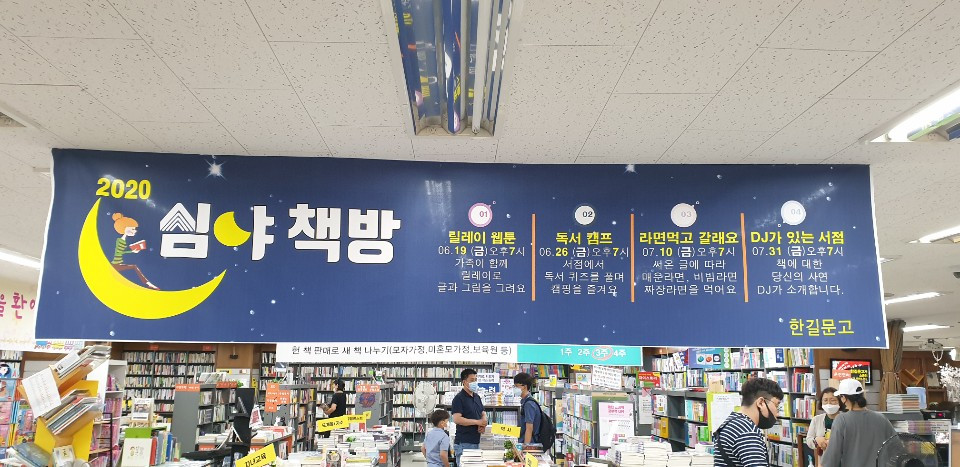 2020
심야 책방
01
릴레이 웹툰
06.19 (금)오후7시
가족이 함께
릴레이로
글과 그림을 그려요
02
독서 캠프
06.26 (금)오후7시
서점에서
독서 퀴즈를 풀며
캠핑을 즐겨요
03
라면먹고 갈래요
07.10 (금)오후7시
써온 글에 따라
매운라면, 비빔라면
짜장라면을 먹어요
04
DJ가 있는 서점
07.31 (금)오후7시
책에 대한
당신의 사연
DJ가 소개합니다.
한길문고
헌 책 판매로 새 책 나누기(모자가정,미혼모가정,보육원 등)
1주 2주 3주 4주
자녀교육